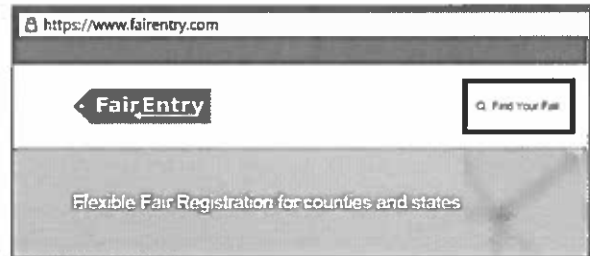 https://www.fairentry.com
FairEntry
Find Your Fair
Flexible Fair Registration for counties and states